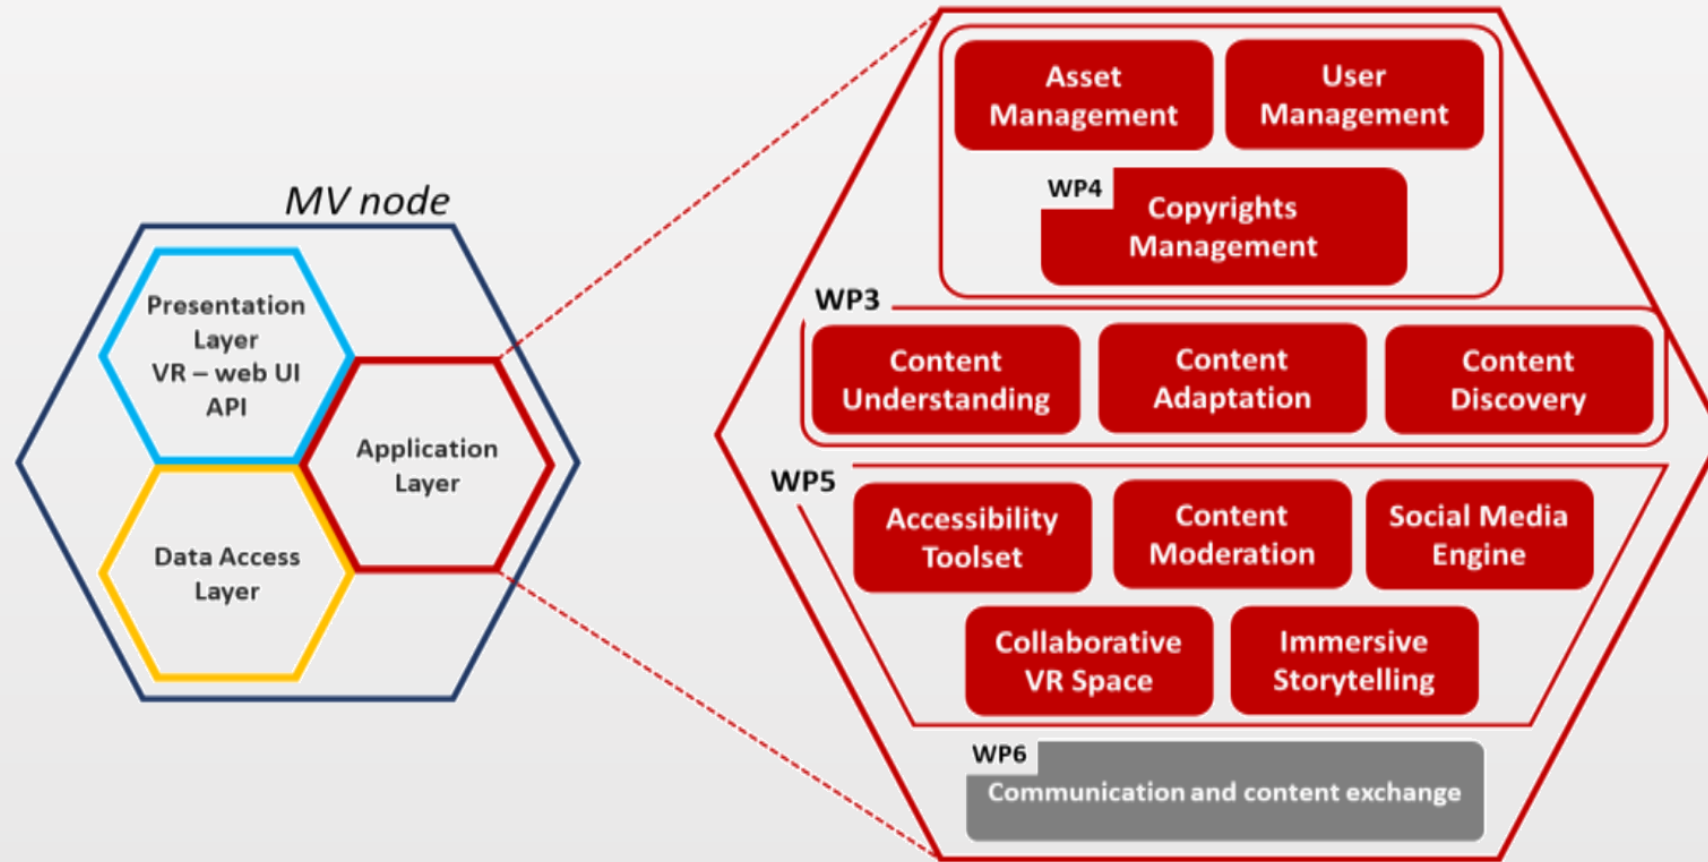 MV node
Presentation
Layer
VR – web UI
API
Application
Layer
Data Access
Layer
Asset
Management
User
Management
WP4
Copyrights
Management
WP3
Content
Understanding
Content
Adaptation
Content
Discovery
WP5
Accessibility
Toolset
Content
Moderation
Social Media
Engine
Collaborative
VR Space
Immersive
Storytelling
WP6
Communication and content exchange